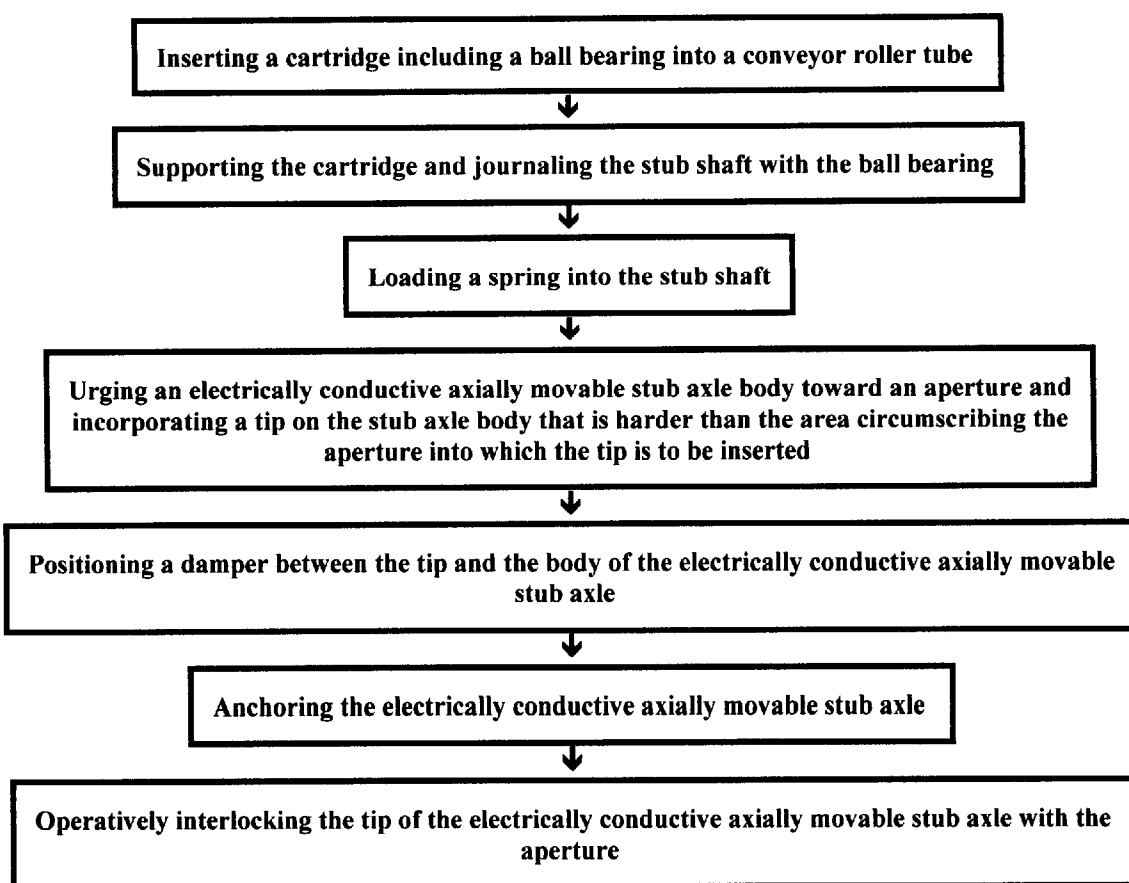 Inserting a cartridge including a ball bearing into a conveyor roller tube
Supporting the cartridge and journaling the stub shaft with the ball bearing
Loading a spring into the stub shaft
Urging an electrically conductive axially movable stub axle body toward an aperture and
incorporating a tip on the stub axle body that is harder than the area circumscribing the
aperture into which the tip is to be inserted
Positioning a damper between the tip and the body of the electrically conductive axially movable
stub axle
Anchoring the electrically conductive axially movable stub axle
Operatively interlocking the tip of the electrically conductive axially movable stub axle with the
aperture